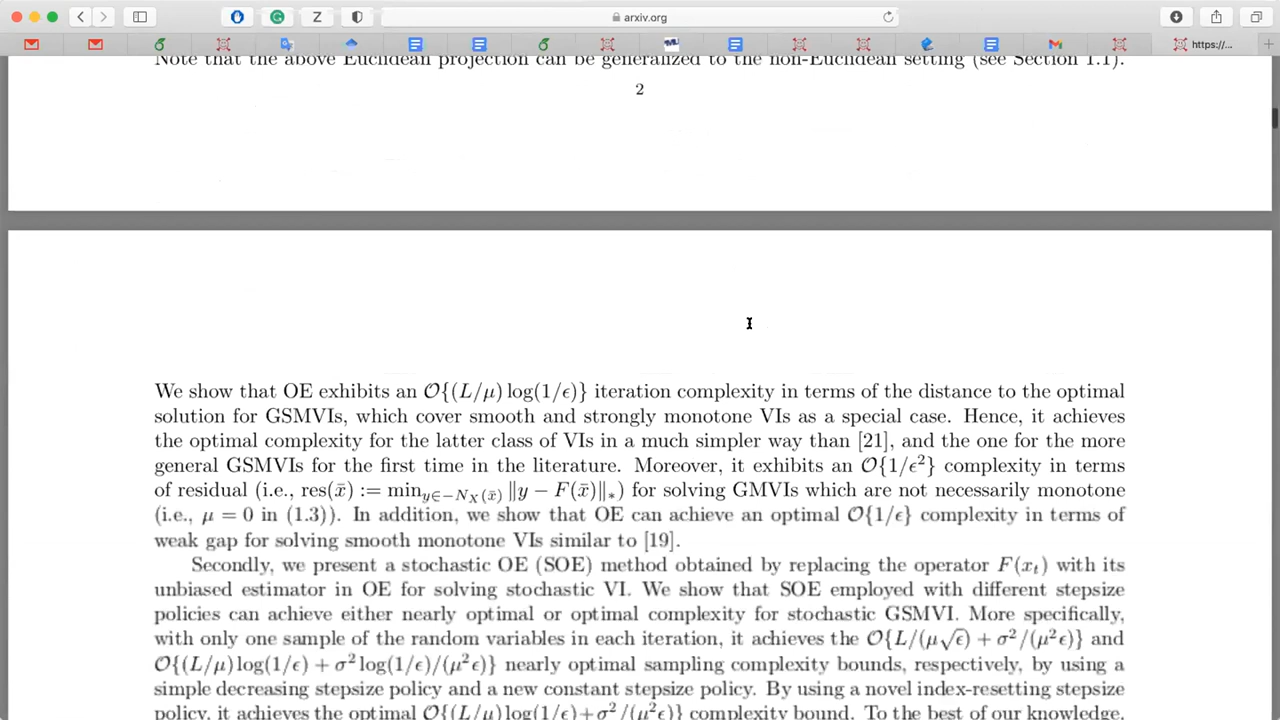 arxiv.org
https://...
Note that the above Euclidean projection can be generalized to the non-Euclidean setting (see Section 1.1).
2
We show that OE exhibits an O{(L/μ) log(1/ϵ)} iteration complexity in terms of the distance to the optimal
solution for GSMVIs, which cover smooth and strongly monotone VIs as a special case. Hence, it achieves
the optimal complexity for the latter class of VIs in a much simpler way than [21], and the one for the more
general GSMVIs for the first time in the literature. Moreover, it exhibits an O{1/ϵ²} complexity in terms
of residual (i.e., res(x̄) := min_{y∈−N_X(x̄)} ‖y − F(x̄)‖_*) for solving GMVIs which are not necessarily monotone
(i.e., μ = 0 in (1.3)). In addition, we show that OE can achieve an optimal O{1/ϵ} complexity in terms of
weak gap for solving smooth monotone VIs similar to [19].
Secondly, we present a stochastic OE (SOE) method obtained by replacing the operator F(x_t) with its
unbiased estimator in OE for solving stochastic VI. We show that SOE employed with different stepsize
policies can achieve either nearly optimal or optimal complexity for stochastic GSMVI. More specifically,
with only one sample of the random variables in each iteration, it achieves the O{L/(μ√ϵ) + σ²/(μ²ϵ)} and
O{(L/μ) log(1/ϵ) + σ² log(1/ϵ)/(μ²ϵ)} nearly optimal sampling complexity bounds, respectively, by using a
simple decreasing stepsize policy and a new constant stepsize policy. By using a novel index-resetting stepsize
policy, it achieves the optimal O{(L/μ) log(1/ϵ)+σ²/(μ²ϵ)} complexity bound. To the best of our knowledge,